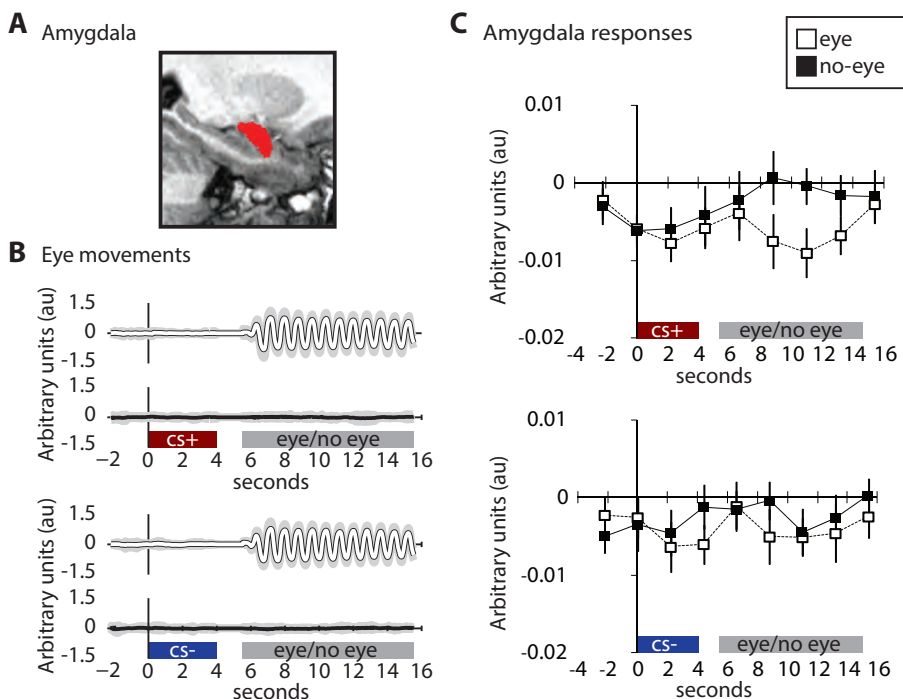 A Amygdala
B Eye movements
Arbitrary units (au)
1.5
0
-1.5
1.5
0
-1.5
cs+ eye/no eye
−2 0 2 4 6 8 10 12 14 16
seconds
Arbitrary units (au)
1.5
0
-1.5
1.5
0
-1.5
cs- eye/no eye
−2 0 2 4 6 8 10 12 14 16
seconds
C Amygdala responses
eye
no-eye
Arbitrary units (au)
0.01
0
-0.01
-0.02
cs+ eye/no eye
-4 -2 0 2 4 6 8 10 12 14 16
seconds
Arbitrary units (au)
0.01
0
-0.01
-0.02
cs- eye/no eye
-4 -2 0 2 4 6 8 10 12 14 16
seconds